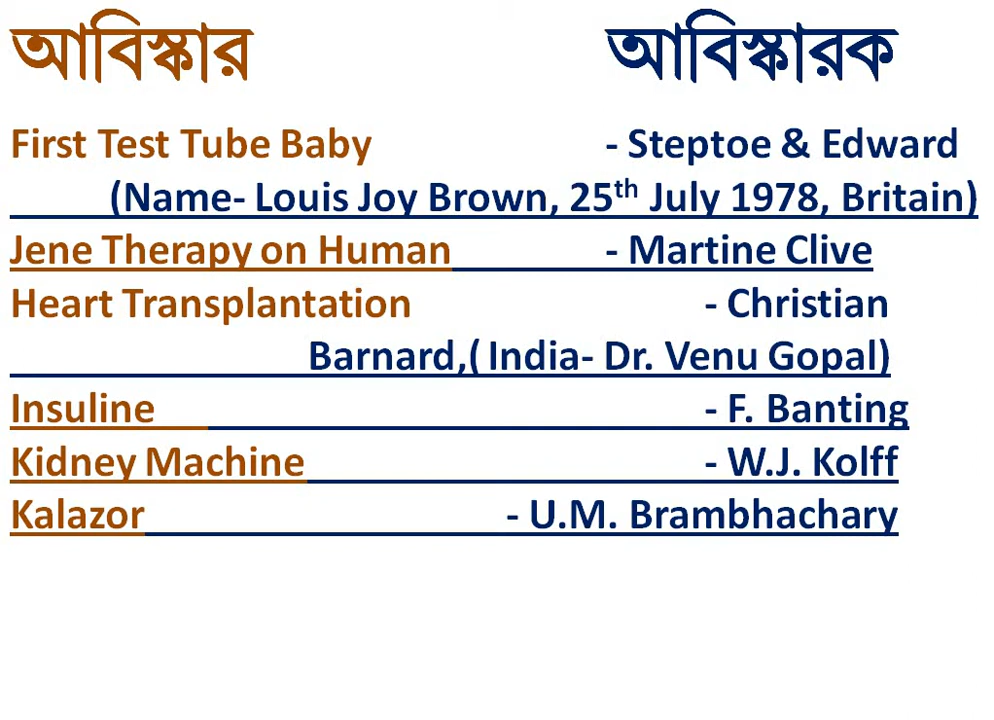 আবিস্কার আবিস্কারক
First Test Tube Baby - Steptoe & Edward
(Name- Louis Joy Brown, 25th July 1978, Britain)
Jene Therapy on Human - Martine Clive
Heart Transplantation - Christian
Barnard,( India- Dr. Venu Gopal)
Insuline - F. Banting
Kidney Machine - W.J. Kolff
Kalazor - U.M. Brambhachary